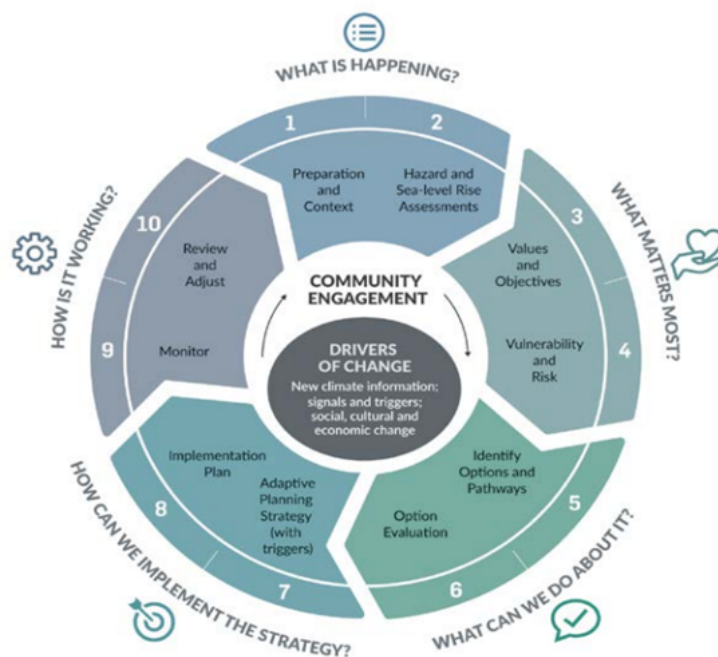 WHAT IS HAPPENING?
1
2
Preparation
and
Context
Hazard and
Sea-level Rise
Assessments
WHAT MATTERS MOST?
3
4
Values and
Objectives
Vulnerability
and
Risk
WHAT CAN WE DO ABOUT IT?
5
6
Identify
Options and
Pathways
Option
Evaluation
HOW CAN WE IMPLEMENT THE STRATEGY?
7
8
Adaptive
Planning
Strategy
(with
triggers)
Implementation
Plan
HOW IS IT WORKING?
9
10
Monitor
Review
and
Adjust
COMMUNITY
ENGAGEMENT
DRIVERS
OF CHANGE
New climate information;
signals and triggers;
social, cultural and
economic change